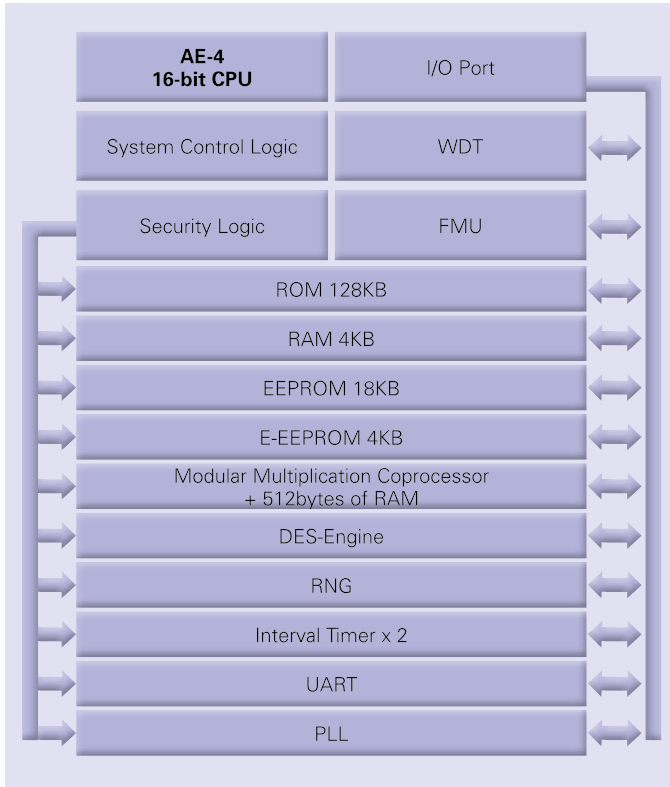 AE-4
16-bit CPU
I/O Port
System Control Logic
WDT
Security Logic
FMU
ROM 128KB
RAM 4KB
EEPROM 18KB
E-EEPROM 4KB
Modular Multiplication Coprocessor
+ 512bytes of RAM
DES-Engine
RNG
Interval Timer x 2
UART
PLL